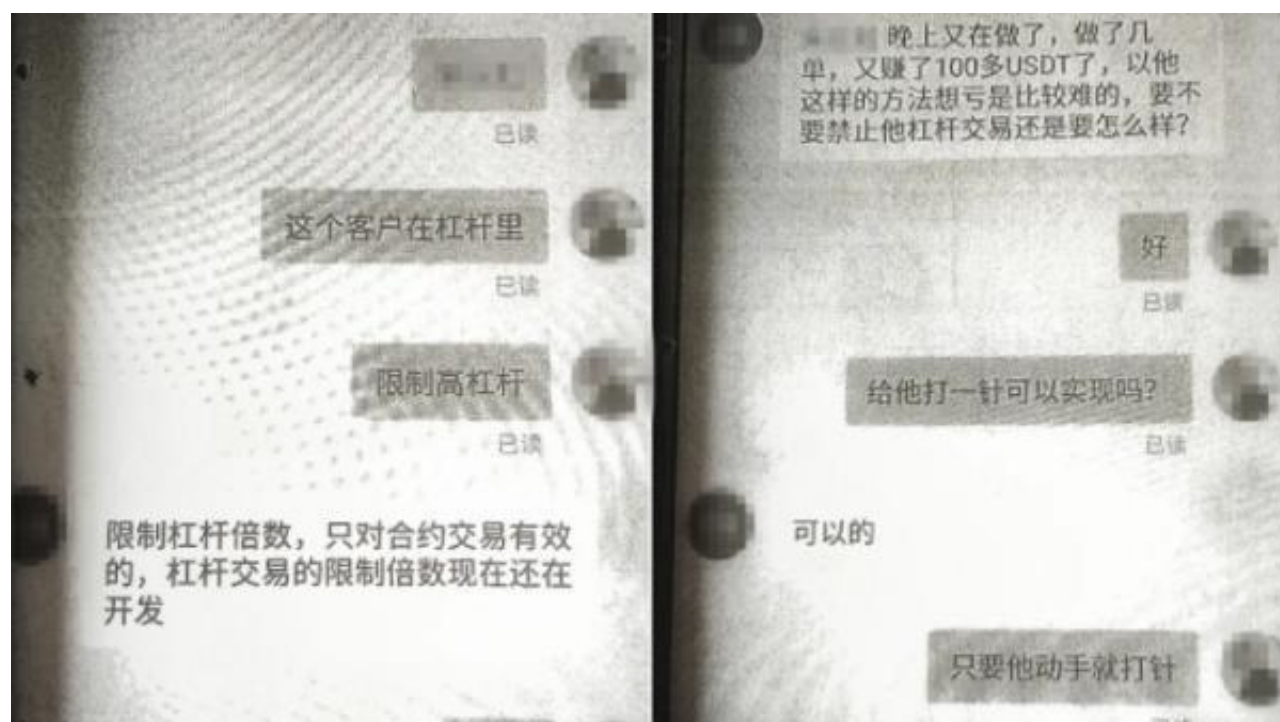 已读
这个客户在杠杆里
已读
限制高杠杆
已读
限制杠杆倍数，只对合约交易有效
的，杠杆交易的限制倍数现在还在
开发
晚上又在做了，做了几
单，又赚了100多USDT了，以他
这样的方法想亏是比较难的，要不
要禁止他杠杆交易还是要怎么样？
好
已读
给他打一针可以实现吗？
已读
可以的
只要他动手就打针